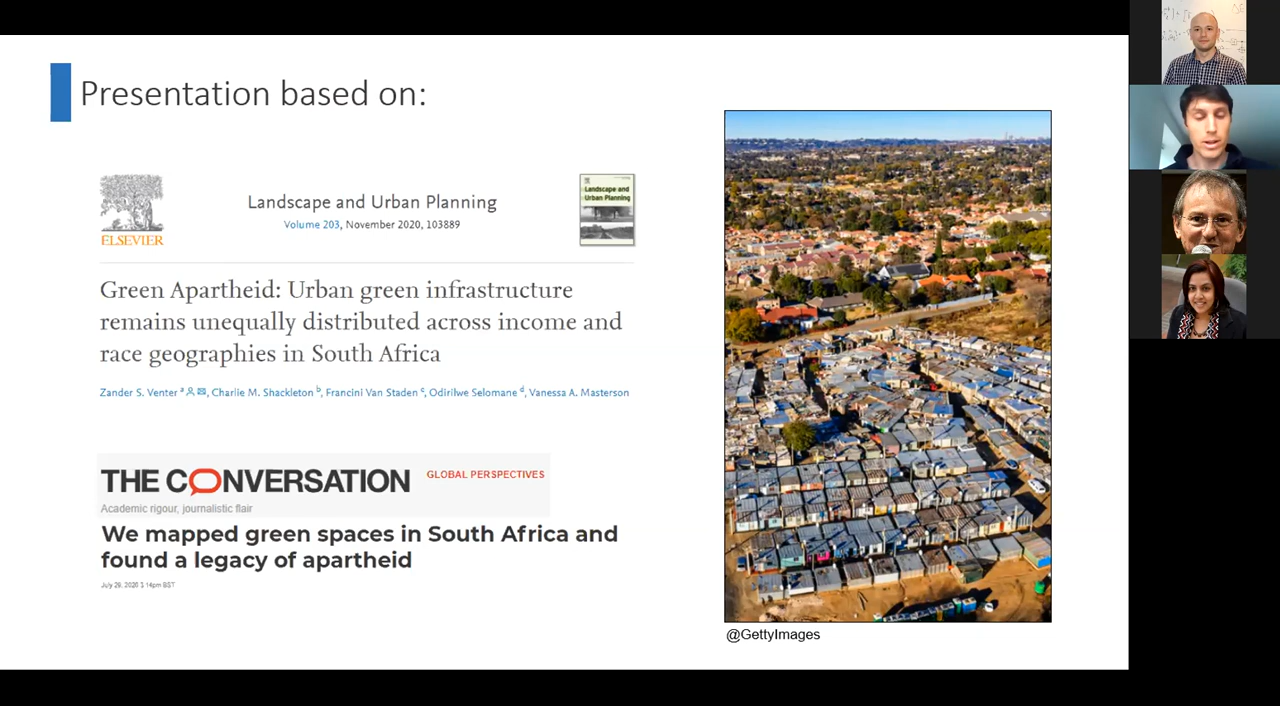 Presentation based on:
ELSEVIER
Landscape and Urban Planning
Volume 203, November 2020, 103889
Landscape and
Urban Planning
Green Apartheid: Urban green infrastructure
remains unequally distributed across income and
race geographies in South Africa
Zander S. Venter a, Charlie M. Shackleton b, Francini Van Staden c, Odirilwe Selomane d, Vanessa A. Masterson
THE CONVERSATION
GLOBAL PERSPECTIVES
Academic rigour, journalistic flair
We mapped green spaces in South Africa and
found a legacy of apartheid
July 2020 3.14pm BST
@GettyImages